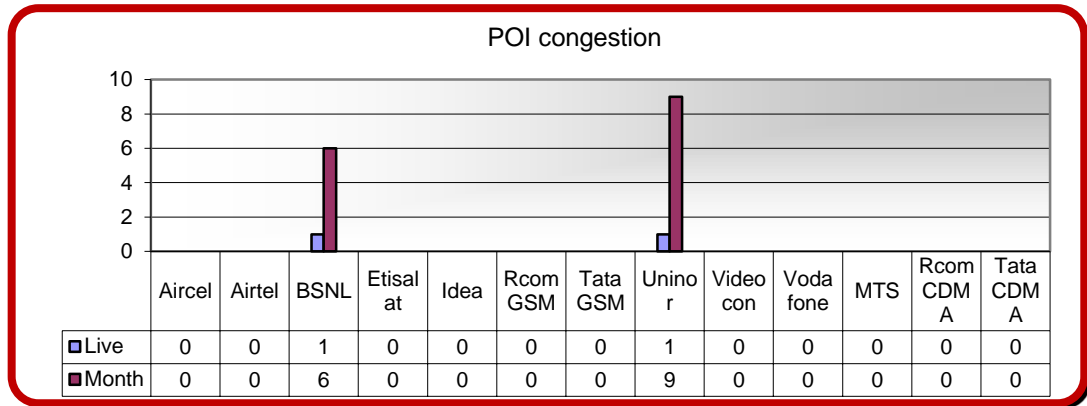 POI congestion
10
8
6
4
2
0
Aircel Airtel BSNL Etisal at Idea Rcom GSM Tata GSM Unino r Video con Voda fone MTS Rcom CDM A Tata CDM A
Live 0 0 1 0 0 0 0 1 0 0 0 0 0
Month 0 0 6 0 0 0 0 9 0 0 0 0 0